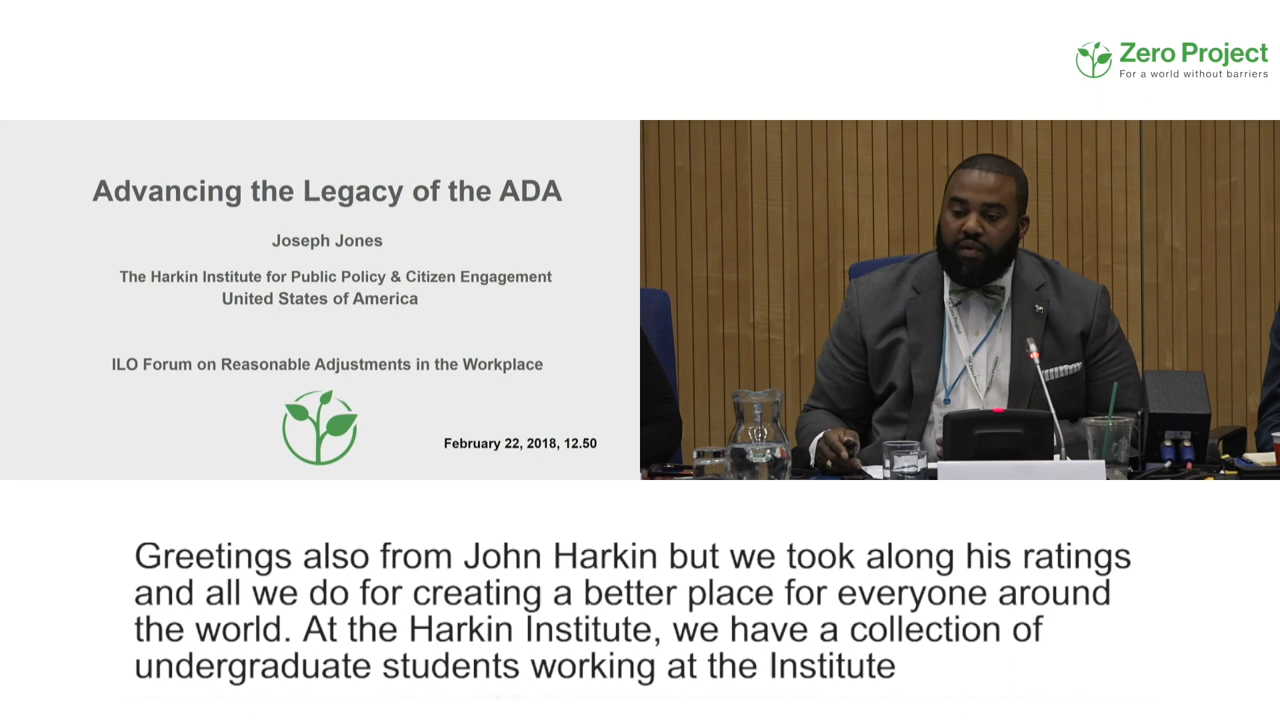 Zero Project
For a world without barriers
Advancing the Legacy of the ADA
Joseph Jones
The Harkin Institute for Public Policy & Citizen Engagement
United States of America
ILO Forum on Reasonable Adjustments in the Workplace
February 22, 2018, 12.50
Greetings also from John Harkin but we took along his ratings
and all we do for creating a better place for everyone around
the world. At the Harkin Institute, we have a collection of
undergraduate students working at the Institute